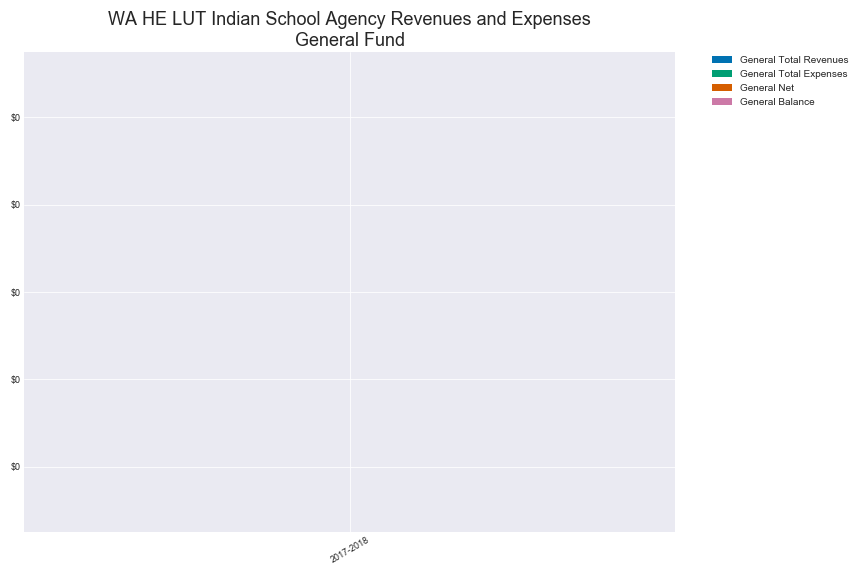 WA HE LUT Indian School Agency Revenues and Expenses
General Fund
General Total Revenues
General Total Expenses
General Net
General Balance
$0
$0
$0
$0
$0
2017-2018